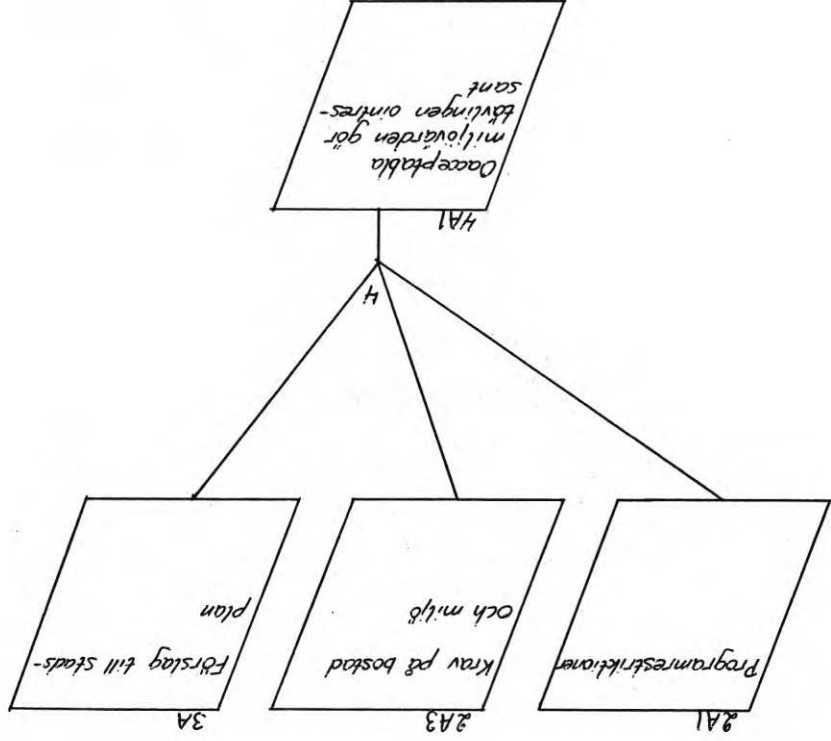 2A1
Programrestriktioner
2A3
Krav på bostad
och miljö
3A
Förslag till stads-
plan
4
4A1
Oacceptabla
miljövärden gör
tävlingen ointres-
sant